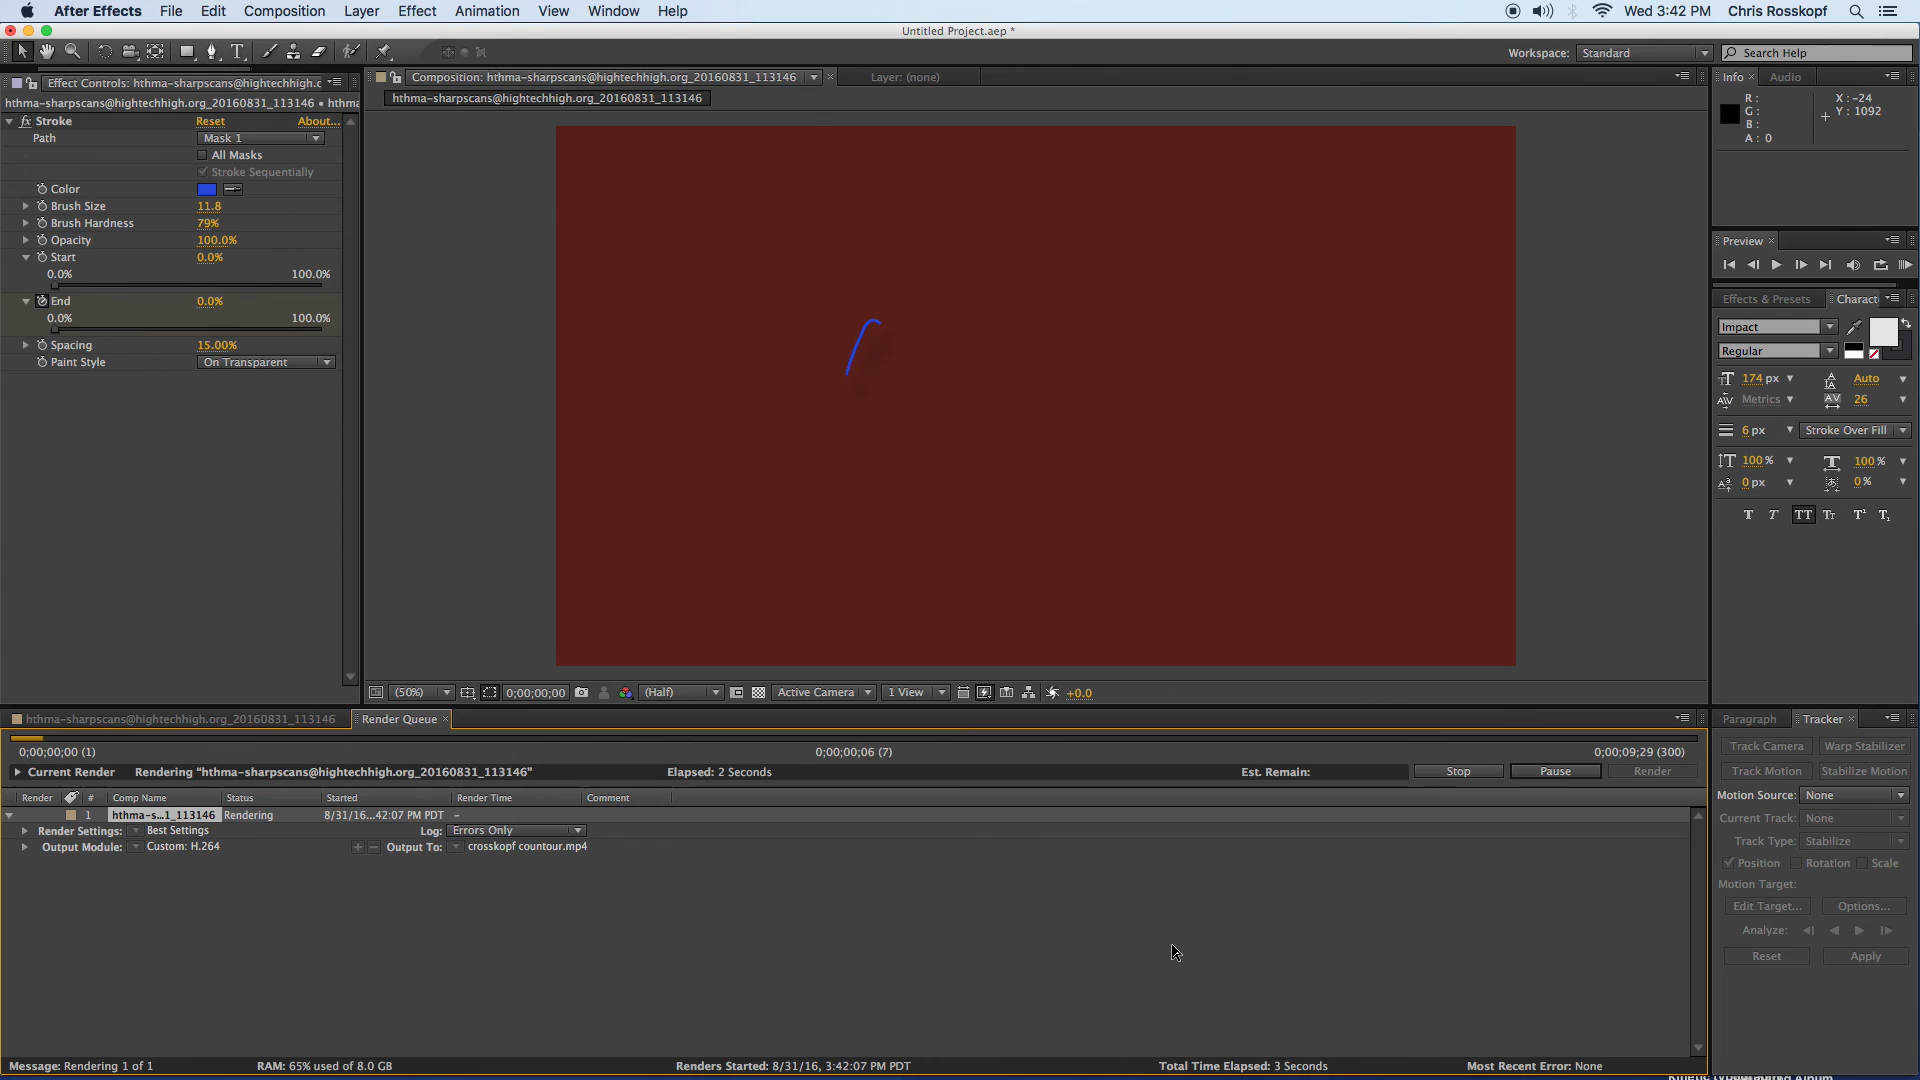 After Effects File Edit Composition Layer Effect Animation View Window Help Wed 3:42 PM Chris Rosskopf
Untitled Project.aep *
Workspace: Standard Search Help
Effect Controls: hthma-sharpscans@hightechhigh.c
hthma-sharpscans@hightechhigh.org_20160831_113146 • hthma
fx Stroke Reset About...
Path Mask 1
All Masks
Stroke Sequentially
Color
Brush Size 11.8
Brush Hardness 79%
Opacity 100.0%
Start 0.0%
0.0% 100.0%
End 0.0%
0.0% 100.0%
Spacing 15.00%
Paint Style On Transparent
Composition: hthma-sharpscans@hightechhigh.org_20160831_113146 Layer: (none)
hthma-sharpscans@hightechhigh.org_20160831_113146
(50%) 0;00;00;00 (Half) Active Camera 1 View +0.0
Info Audio
R: X: -24
G: Y: 1092
B:
A: 0
Preview
Effects & Presets Charact
Impact
Regular
174 px Auto
Metrics 26
6 px Stroke Over Fill
100 % 100 %
0 px 0 %
T T TT Tr T¹ T₁
hthma-sharpscans@hightechhigh.org_20160831_113146 Render Queue
0;00;00;00 (1) 0;00;00;06 (7) 0;00;09;29 (300)
Current Render Rendering "hthma-sharpscans@hightechhigh.org_20160831_113146" Elapsed: 2 Seconds Est. Remain: Stop Pause Render
Render # Comp Name Status Started Render Time Comment
1 hthma-s...1_113146 Rendering 8/31/16...42:07 PM PDT –
Render Settings: Best Settings Log: Errors Only
Output Module: Custom: H.264 Output To: crosskopf countour.mp4
Message: Rendering 1 of 1 RAM: 65% used of 8.0 GB Renders Started: 8/31/16, 3:42:07 PM PDT Total Time Elapsed: 3 Seconds Most Recent Error: None
Paragraph Tracker
Track Camera Warp Stabilizer
Track Motion Stabilize Motion
Motion Source: None
Current Track: None
Track Type: Stabilize
Position Rotation Scale
Motion Target:
Edit Target... Options...
Analyze:
Reset Apply